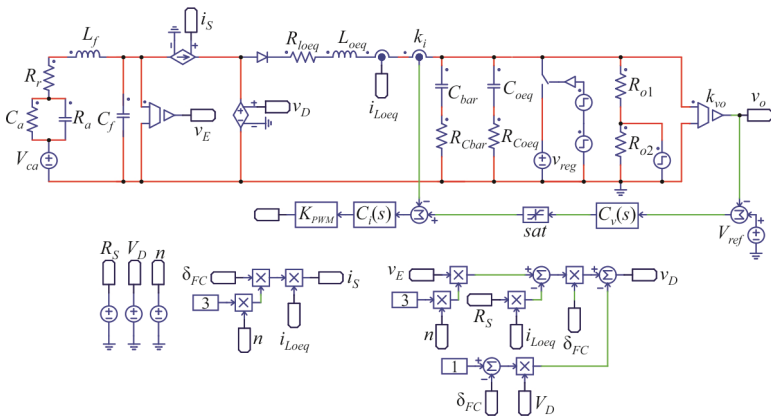 i_S
L_f
R_loeq
L_oeq
k_i
R_r
C_a
R_a
C_f
v_E
v_D
i_Loeq
C_bar
C_oeq
R_o1
k_vo
v_o
R_Cbar
R_Coeq
v_reg
R_o2
V_ca
K_PWM
C_i(s)
Σ
sat
C_v(s)
Σ
V_ref
R_S
V_D
n
δ_FC
i_S
3
n
i_Loeq
v_E
Σ
Σ
v_D
3
R_S
n
i_Loeq
δ_FC
1
Σ
δ_FC
V_D